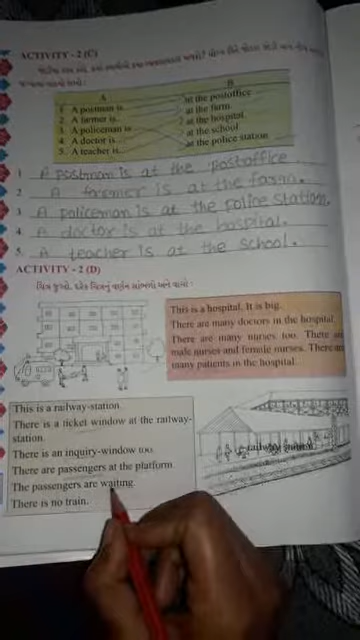 ACTIVITY - 2 (C)
A
B
1. A postman is... at the postoffice
2. A farmer is... at the farm
3. A policeman is at the hospital
4. A doctor is... at the school
5. A teacher is... at the police station
1. A postman is at the postoffice
2. A farmer is at the farm.
3. A policeman is at the police station.
4. A doctor is at the hospital.
5. A teacher is at the school.
ACTIVITY - 2 (D)
This is a hospital. It is big.
There are many doctors in the hospital.
There are many nurses too. There are
male nurses and female nurses. There are
many patients in the hospital.
This is a railway-station.
There is a ticket window at the railway-
station.
There is an inquiry-window too.
There are passengers at the platform.
The passengers are waiting.
There is no train.
railway